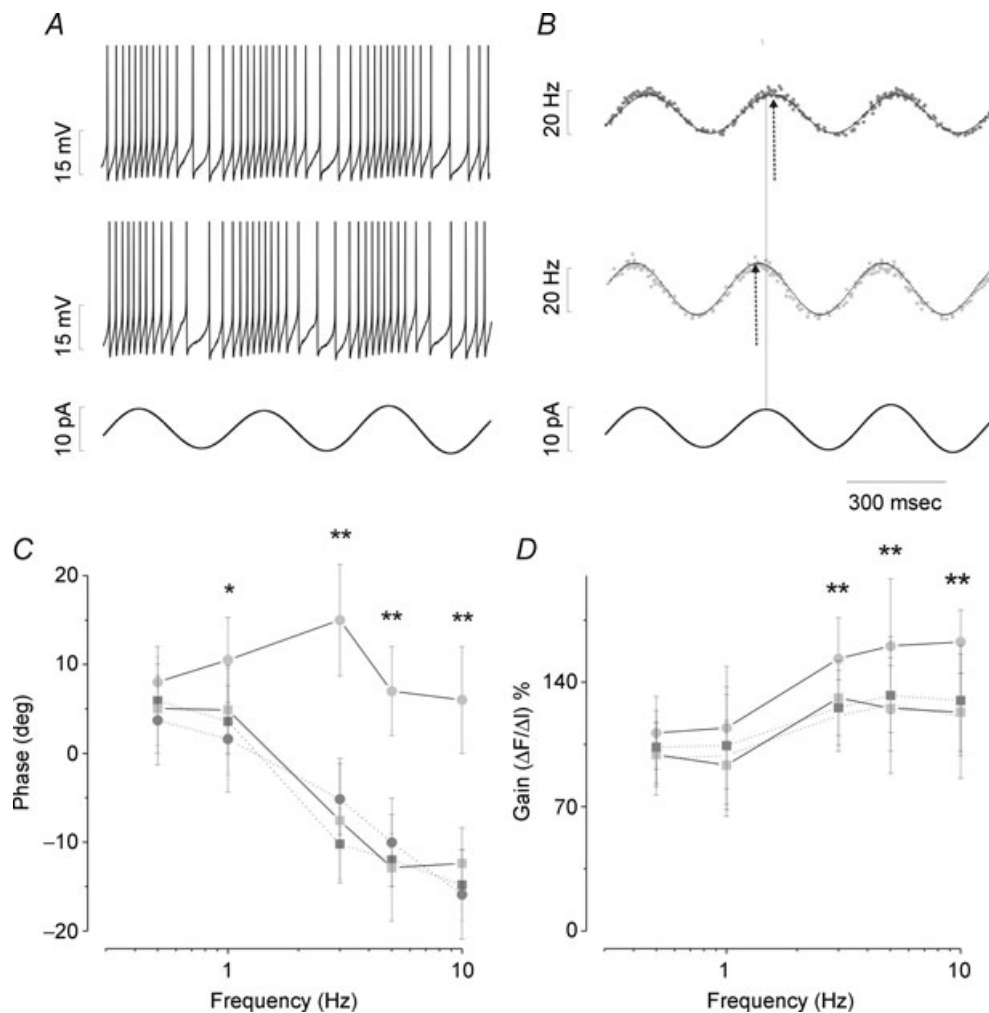 A
B
15 mV
20 Hz
15 mV
20 Hz
10 pA
10 pA
300 msec
C
D
**
**
*
**
**
**
**
20
10
0
–10
–20
Phase (deg)
140
70
0
Gain (ΔF/ΔI) %
1
10
1
10
Frequency (Hz)
Frequency (Hz)